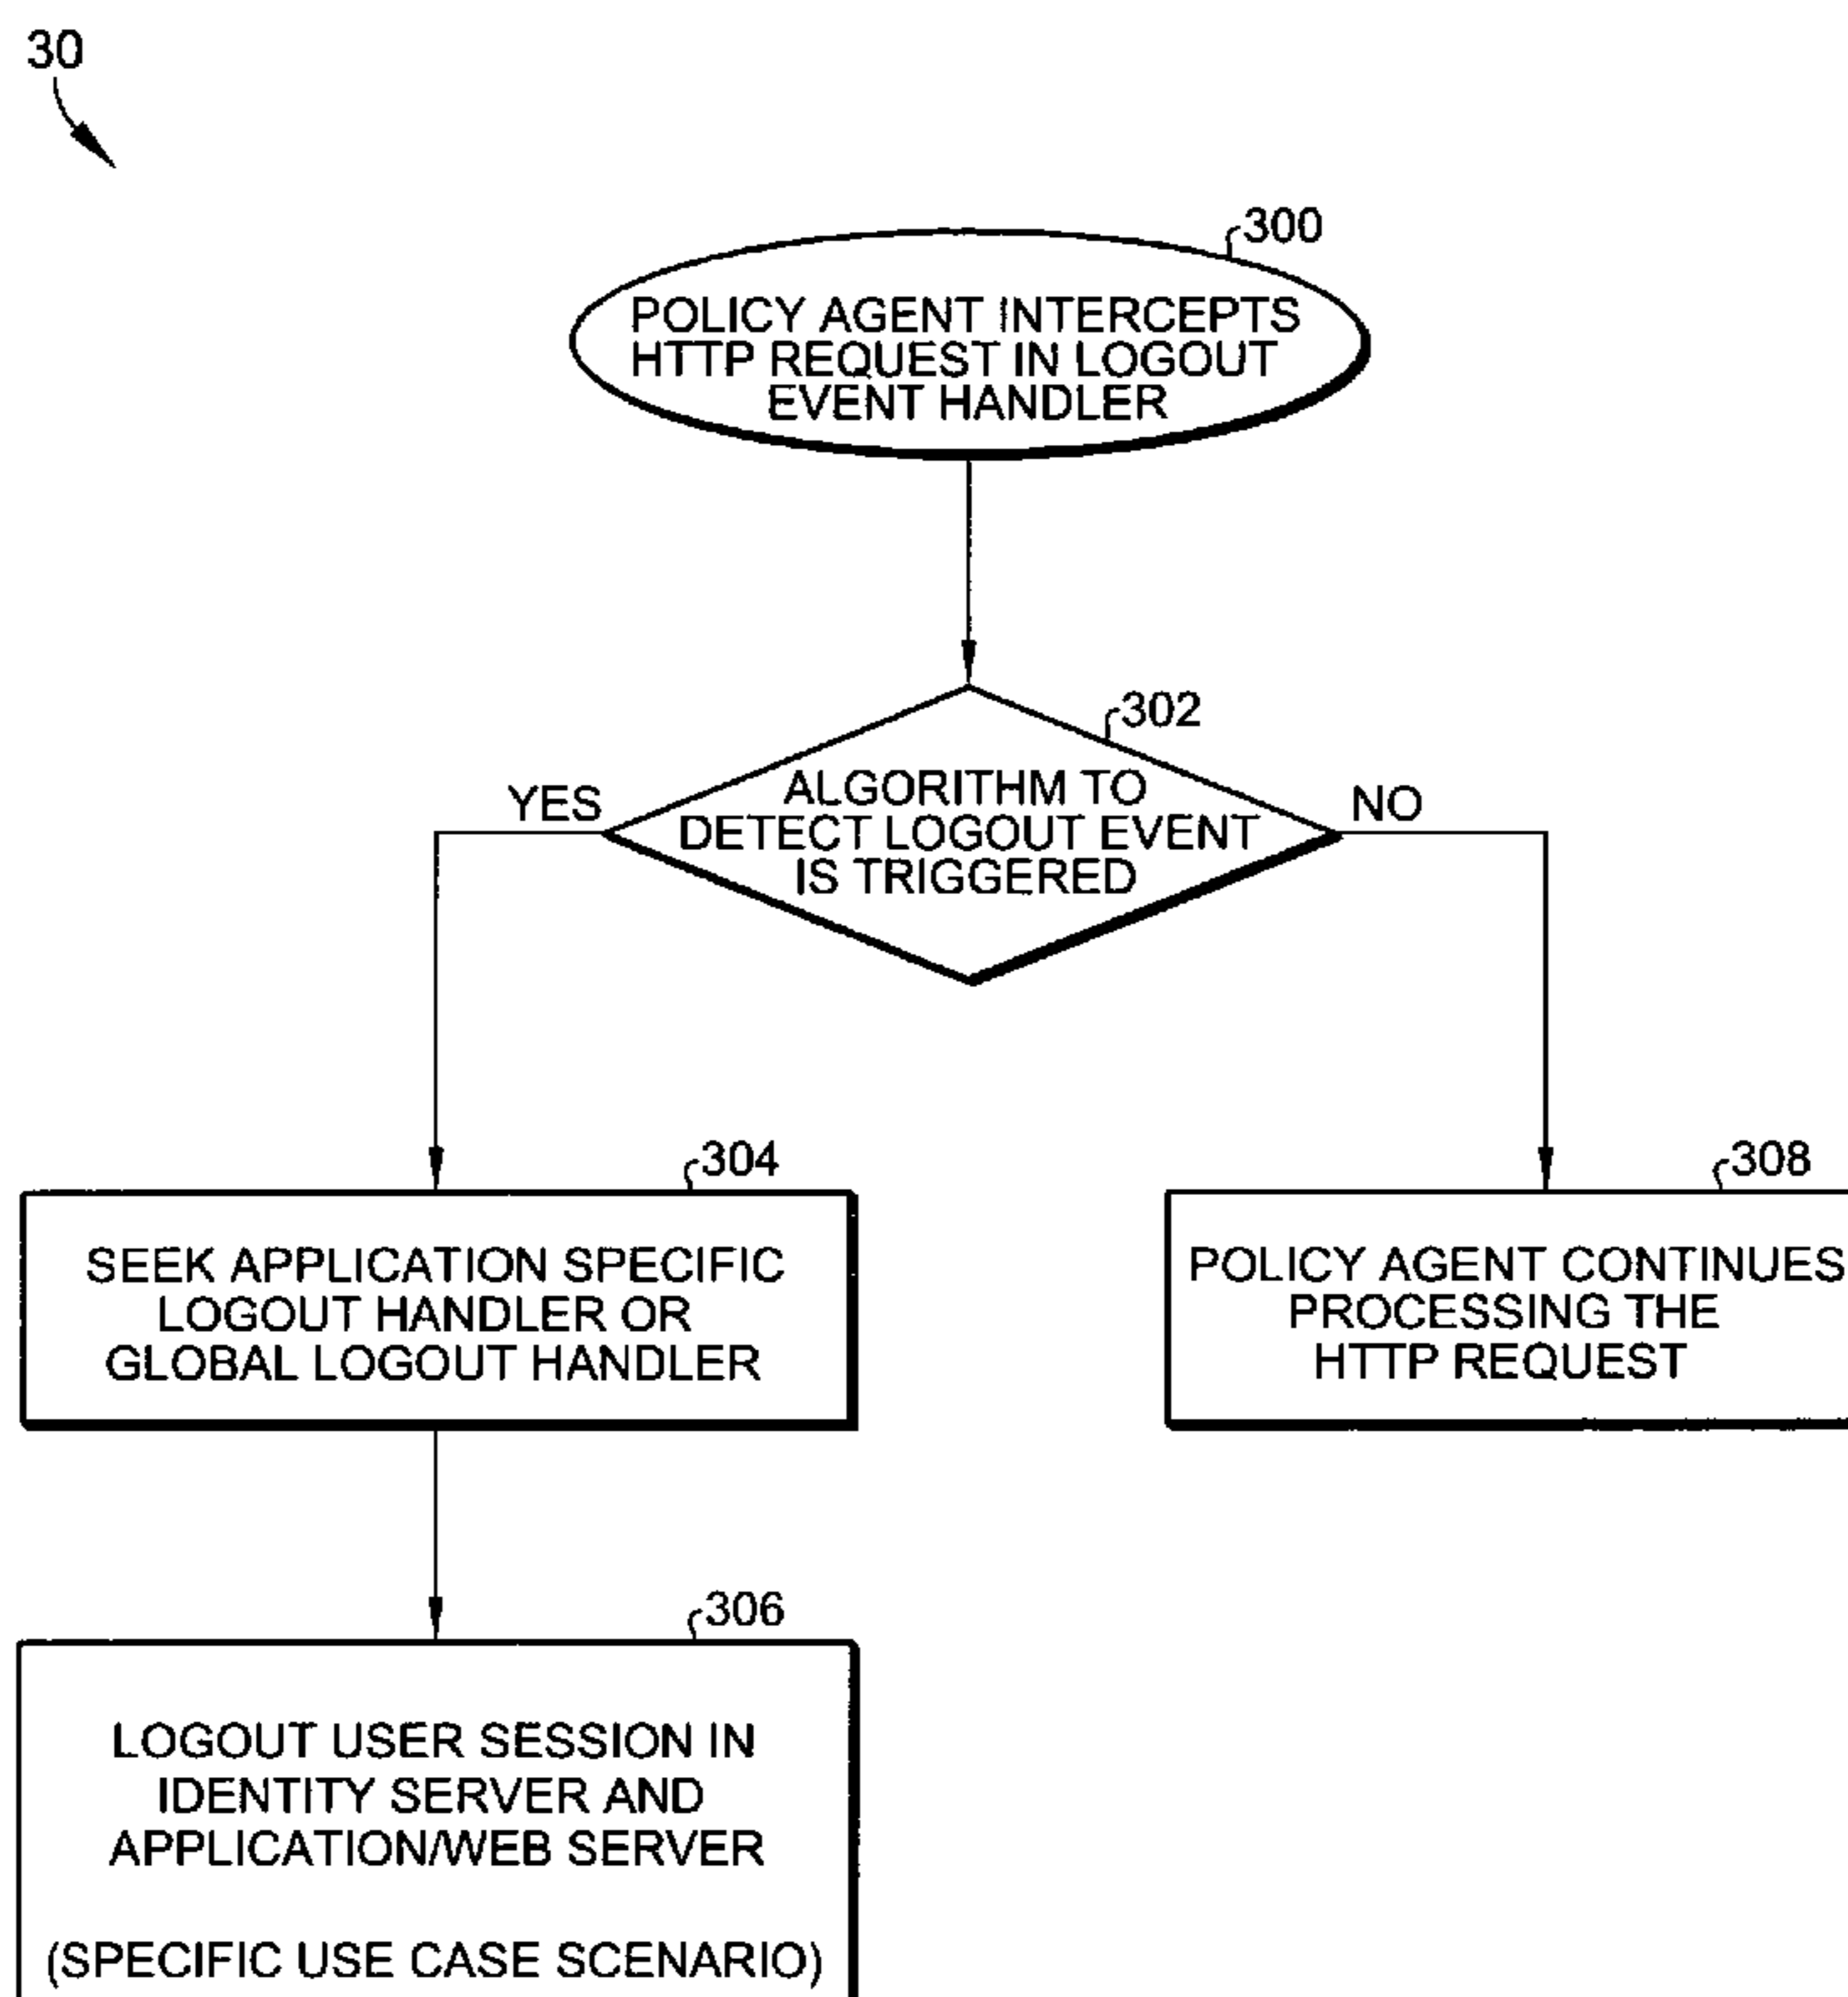 30
300
POLICY AGENT INTERCEPTS
HTTP REQUEST IN LOGOUT
EVENT HANDLER
302
YES
ALGORITHM TO
DETECT LOGOUT EVENT
IS TRIGGERED
NO
304
SEEK APPLICATION SPECIFIC
LOGOUT HANDLER OR
GLOBAL LOGOUT HANDLER
308
POLICY AGENT CONTINUES
PROCESSING THE
HTTP REQUEST
306
LOGOUT USER SESSION IN
IDENTITY SERVER AND
APPLICATION/WEB SERVER
(SPECIFIC USE CASE SCENARIO)